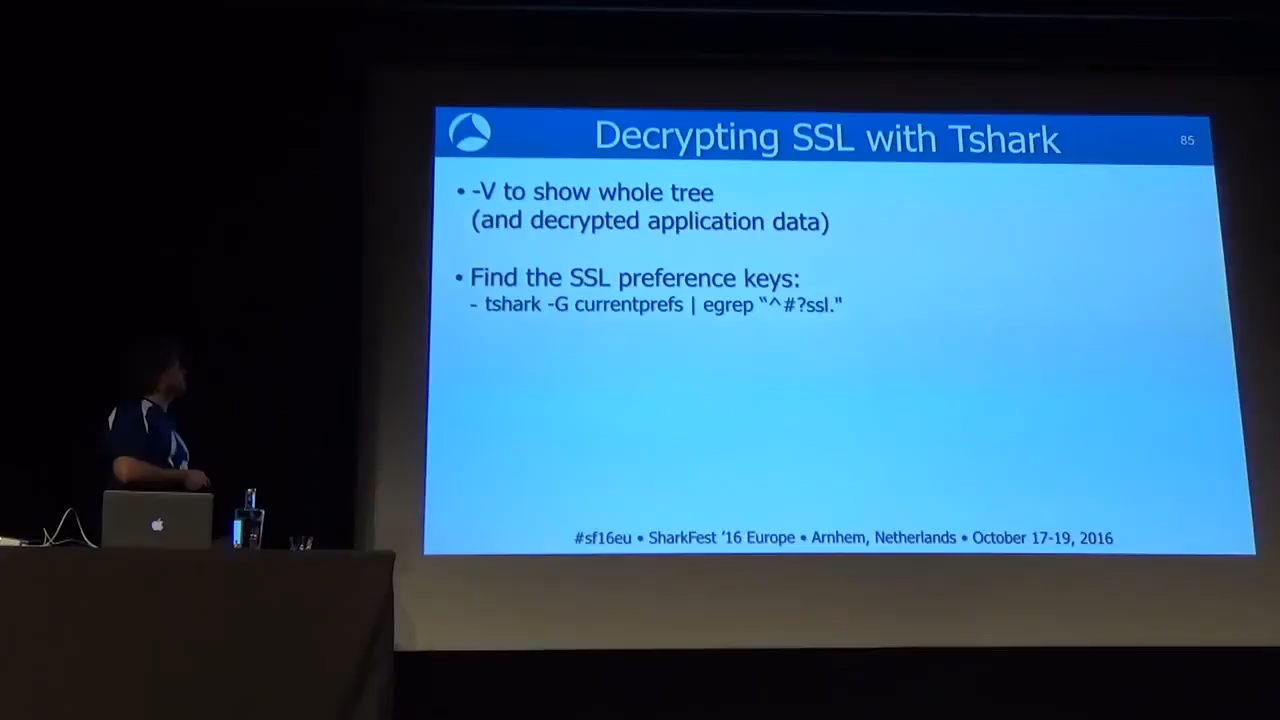 Decrypting SSL with Tshark
85
• -V to show whole tree
(and decrypted application data)
• Find the SSL preference keys:
- tshark -G currentprefs | egrep “^#?ssl."
#sf16eu • SharkFest '16 Europe • Arnhem, Netherlands • October 17-19, 2016